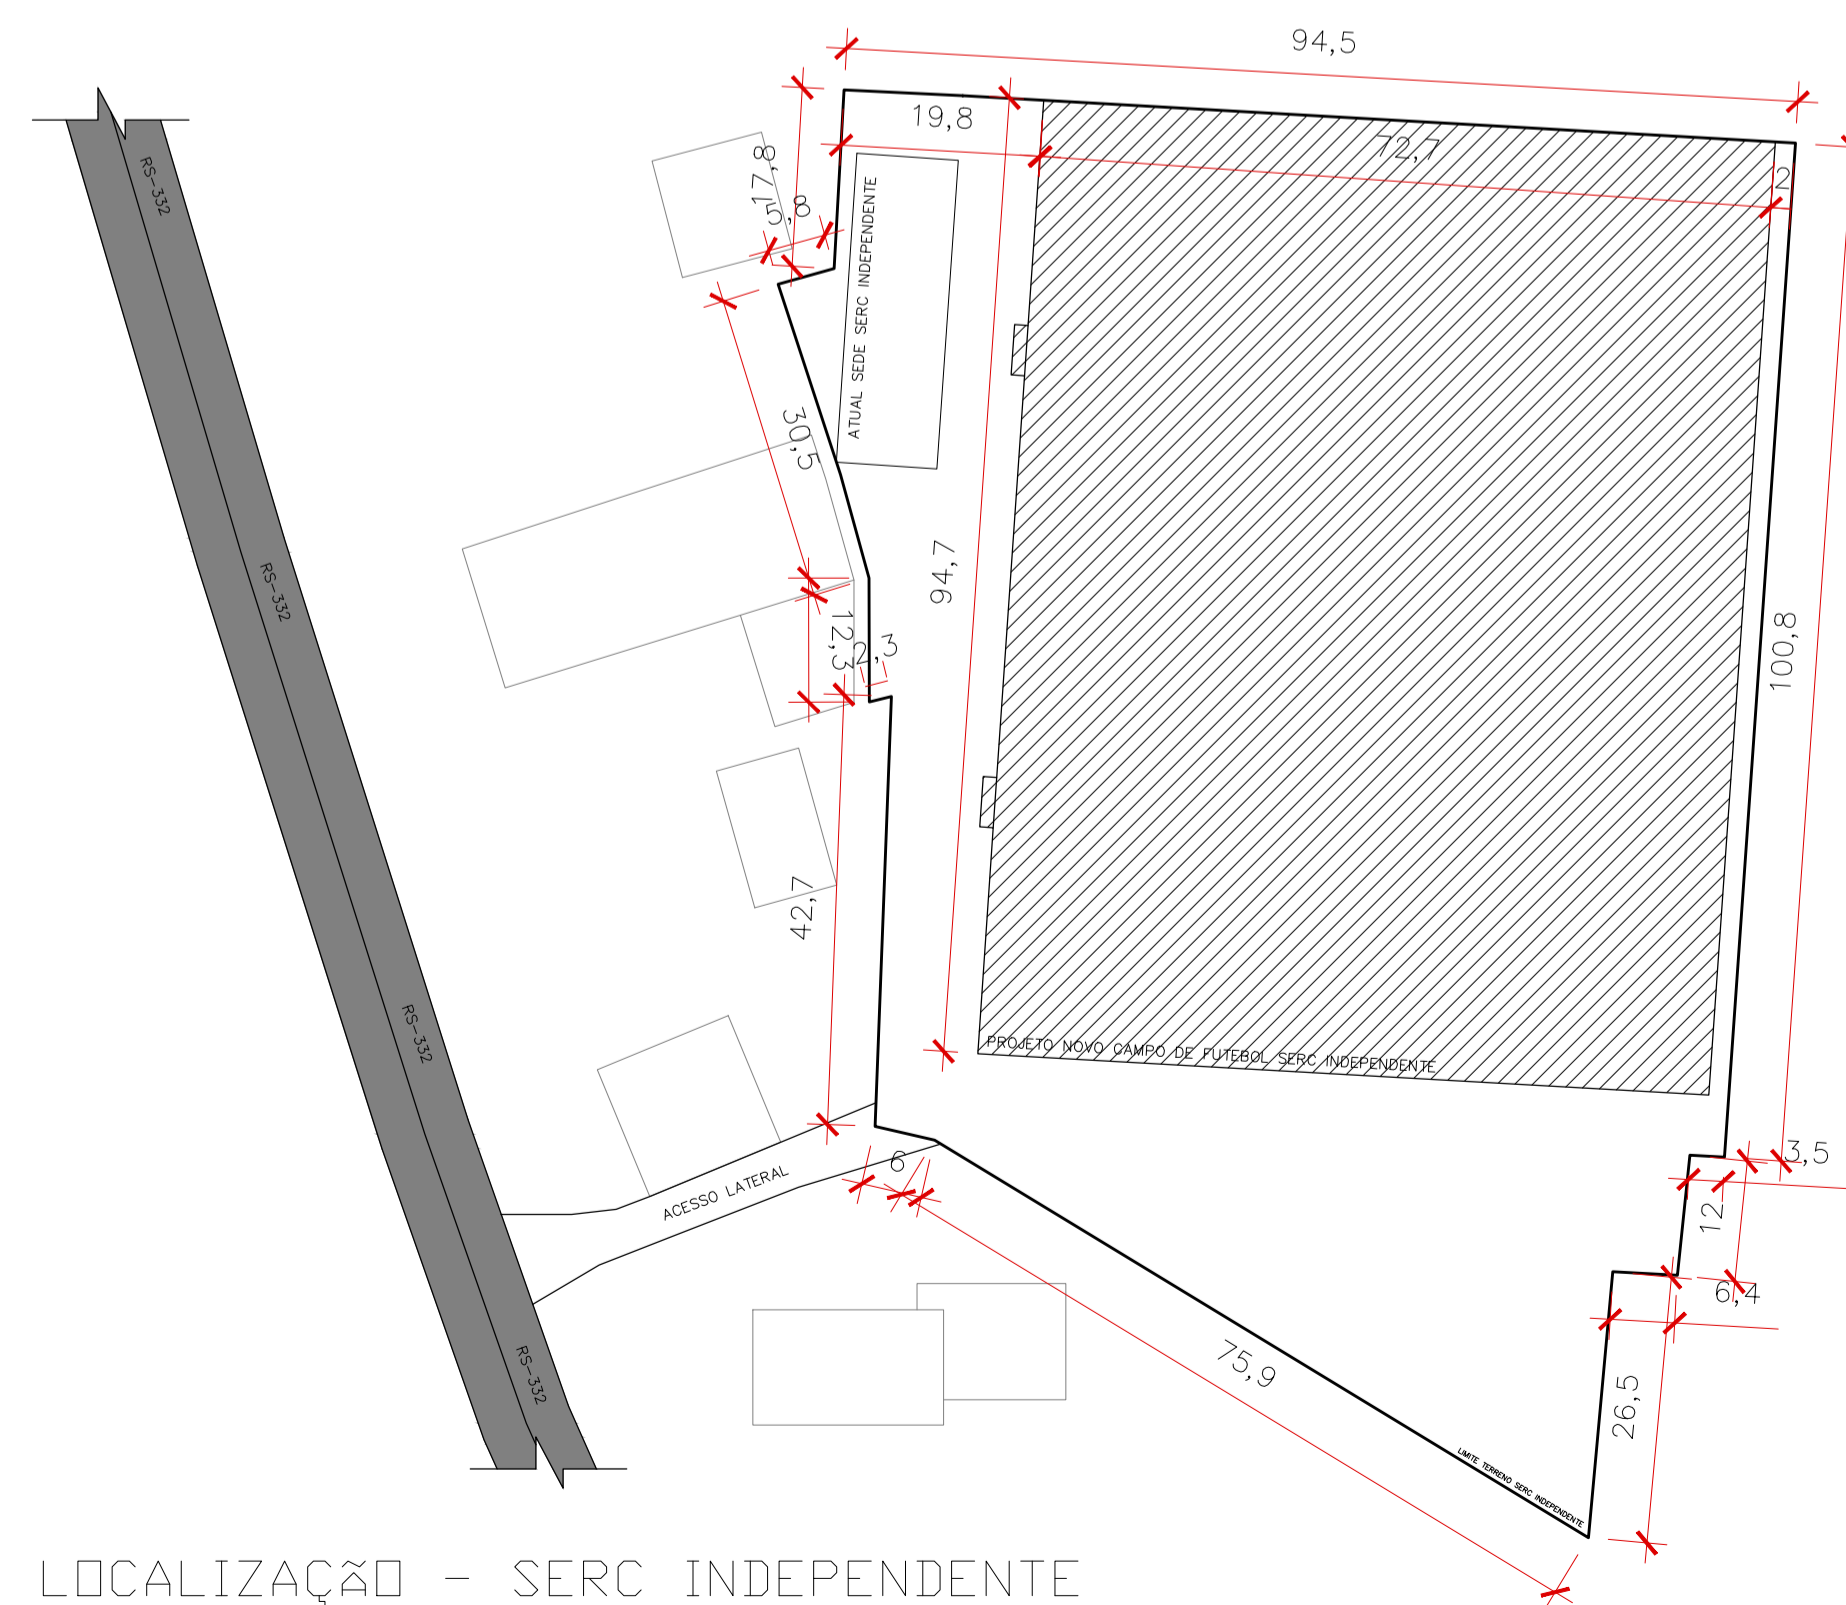 94,5
19,8
72,7
2
17,8
5,8
RS-332
ATUAL SEDE SERC INDEPENDENTE
30,5
94,7
RS-332
12,3
2,3
100,8
42,7
RS-332
PROJETO NOVO CAMPO DE FUTEBOL SERC INDEPENDENTE
3,5
6
ACESSO LATERAL
12
6,4
RS-332
75,9
26,5
LIMITE TERRENO SERC INDEPENDENTE
LOCALIZAÇÃO - SERC INDEPENDENTE